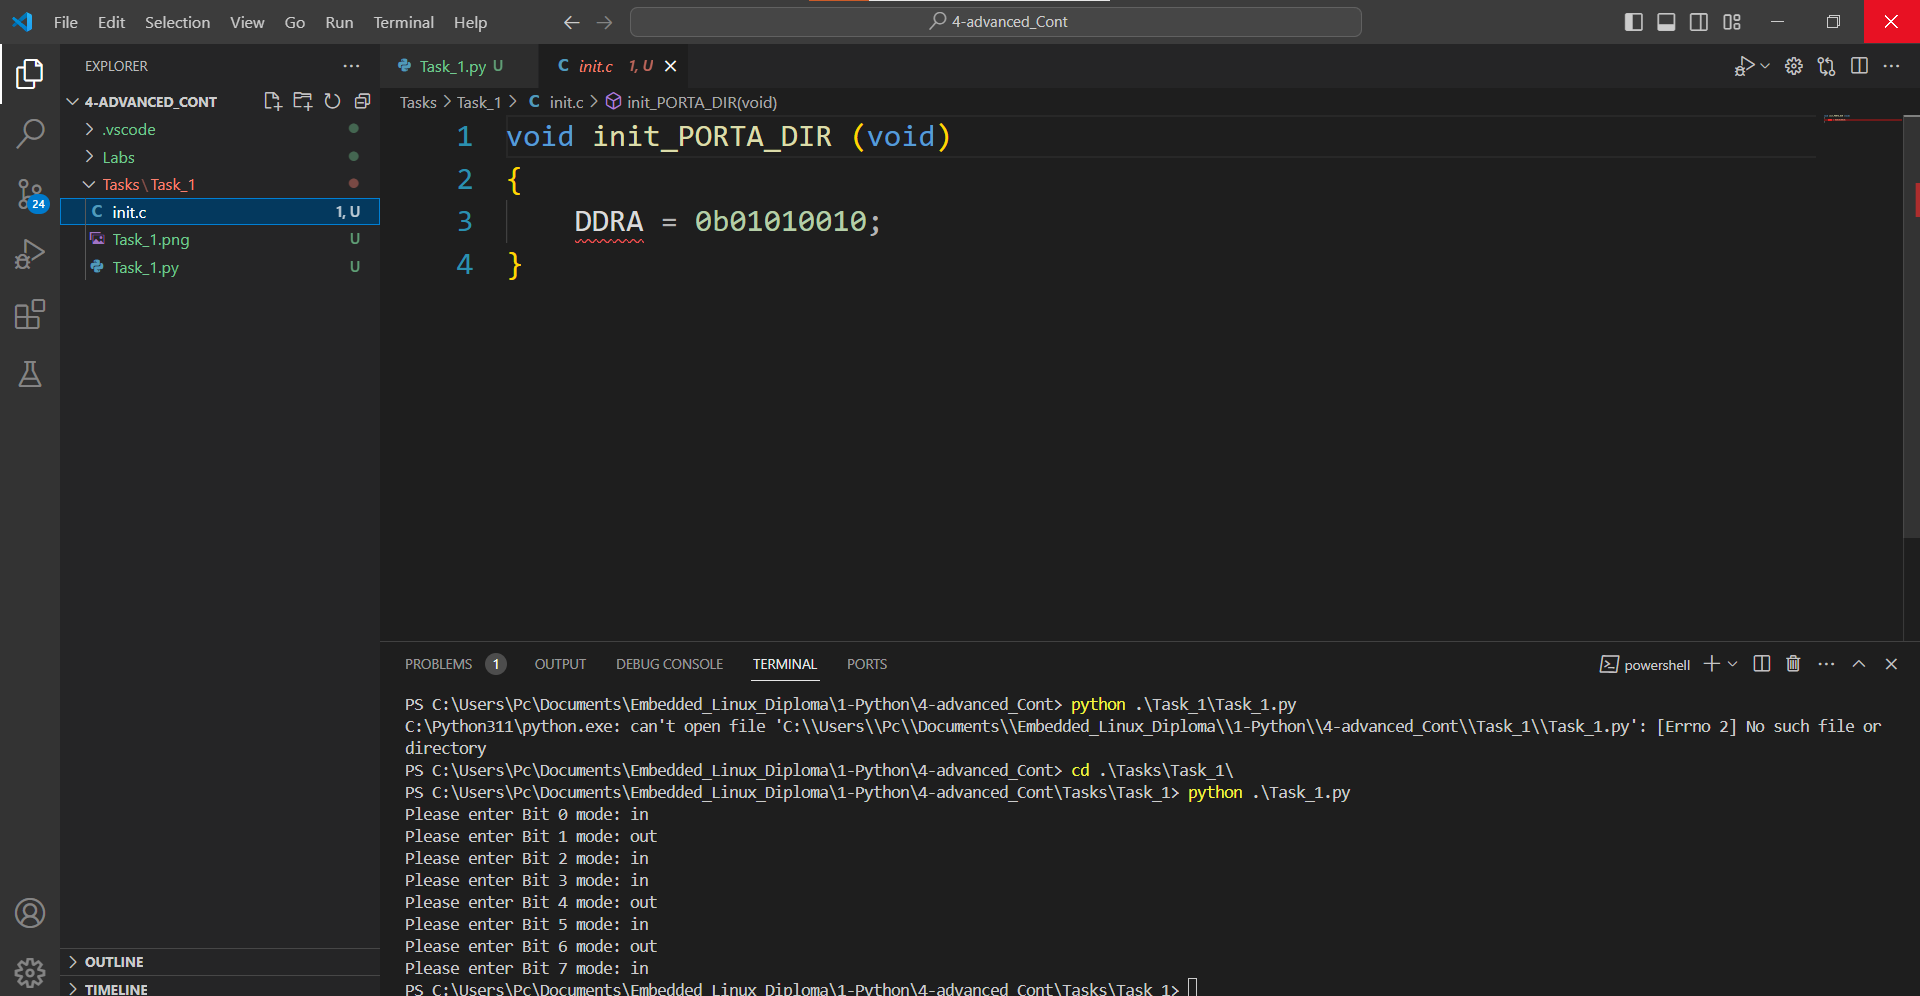 File Edit Selection View Go Run Terminal Help
4-advanced_Cont
EXPLORER
4-ADVANCED_CONT
.vscode
Labs
Tasks\Task_1
init.c 1, U
Task_1.png U
Task_1.py U
24
OUTLINE
TIMELINE
Task_1.py U
C init.c 1, U
Tasks > Task_1 > C init.c > init_PORTA_DIR(void)
1 void init_PORTA_DIR (void)
2 {
3 DDRA = 0b01010010;
4 }
PROBLEMS 1 OUTPUT DEBUG CONSOLE TERMINAL PORTS
powershell
PS C:\Users\Pc\Documents\Embedded_Linux_Diploma\1-Python\4-advanced_Cont> python .\Task_1\Task_1.py
C:\Python311\python.exe: can't open file 'C:\\Users\\Pc\\Documents\\Embedded_Linux_Diploma\\1-Python\\4-advanced_Cont\\Task_1\\Task_1.py': [Errno 2] No such file or
directory
PS C:\Users\Pc\Documents\Embedded_Linux_Diploma\1-Python\4-advanced_Cont> cd .\Tasks\Task_1\
PS C:\Users\Pc\Documents\Embedded_Linux_Diploma\1-Python\4-advanced_Cont\Tasks\Task_1> python .\Task_1.py
Please enter Bit 0 mode: in
Please enter Bit 1 mode: out
Please enter Bit 2 mode: in
Please enter Bit 3 mode: in
Please enter Bit 4 mode: out
Please enter Bit 5 mode: in
Please enter Bit 6 mode: out
Please enter Bit 7 mode: in
PS C:\Users\Pc\Documents\Embedded_Linux_Diploma\1-Python\4-advanced_Cont\Tasks\Task_1>